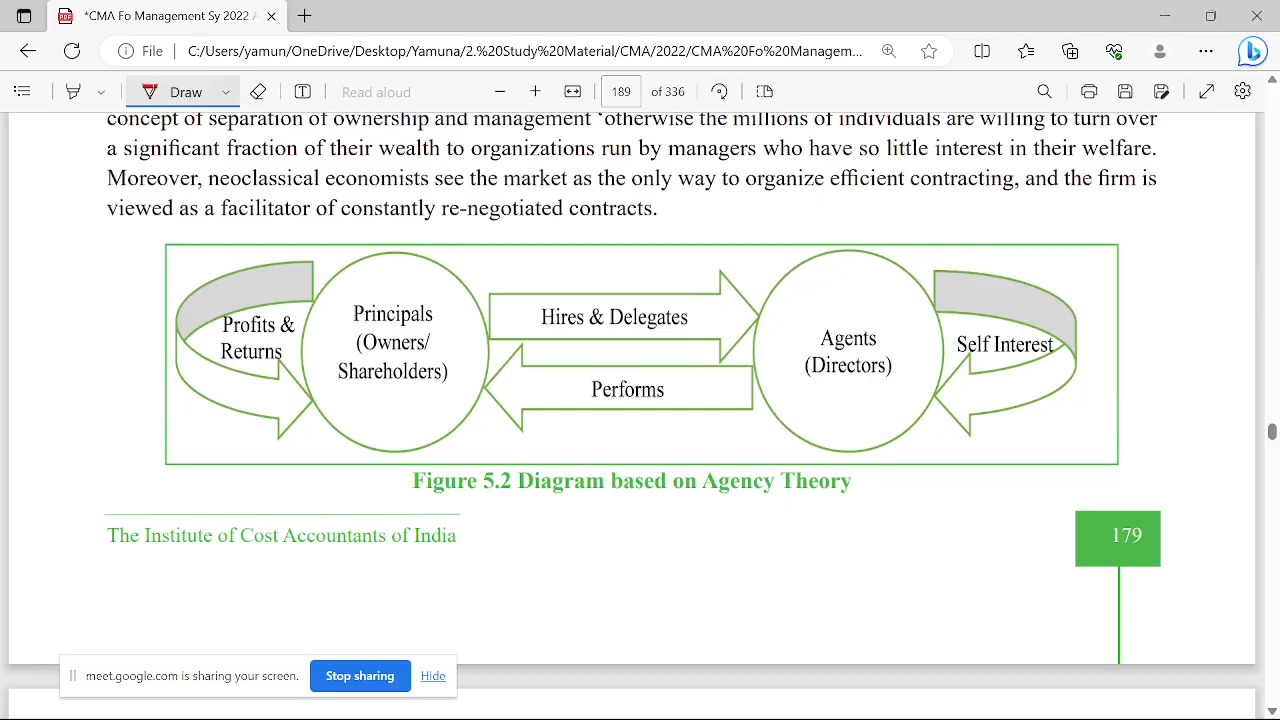 *CMA Fo Management Sy 2022 A
File
C:/Users/yamun/OneDrive/Desktop/Yamuna/2.%20Study%20Material/CMA/2022/CMA%20Fo%20Managem...
Draw
Read aloud
189
of 336
concept of separation of ownership and management ‘otherwise the millions of individuals are willing to turn over
a significant fraction of their wealth to organizations run by managers who have so little interest in their welfare.
Moreover, neoclassical economists see the market as the only way to organize efficient contracting, and the firm is
viewed as a facilitator of constantly re-negotiated contracts.
Profits &
Returns
Principals
(Owners/
Shareholders)
Hires & Delegates
Performs
Agents
(Directors)
Self Interest
Figure 5.2 Diagram based on Agency Theory
The Institute of Cost Accountants of India
179
meet.google.com is sharing your screen.
Stop sharing
Hide